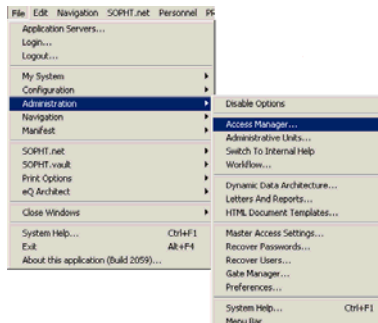 File Edit Navigation SOPHT.net Personnel
Application Servers...
Login...
Logout...
My System
Configuration
Administration
Navigation
Manifest
SOPHT.net
SOPHT.vault
Print Options
eQ Architect
Close Windows
System Help... Ctrl+F1
Exit Alt+F4
About this application (Build 2059)...
Disable Options
Access Manager...
Administrative Units...
Switch To Internal Help
Workflow...
Dynamic Data Architecture...
Letters And Reports...
HTML Document Templates...
Master Access Settings...
Recover Passwords...
Recover Users...
Gate Manager...
Preferences...
System Help... Ctrl+F1
Menu Bar